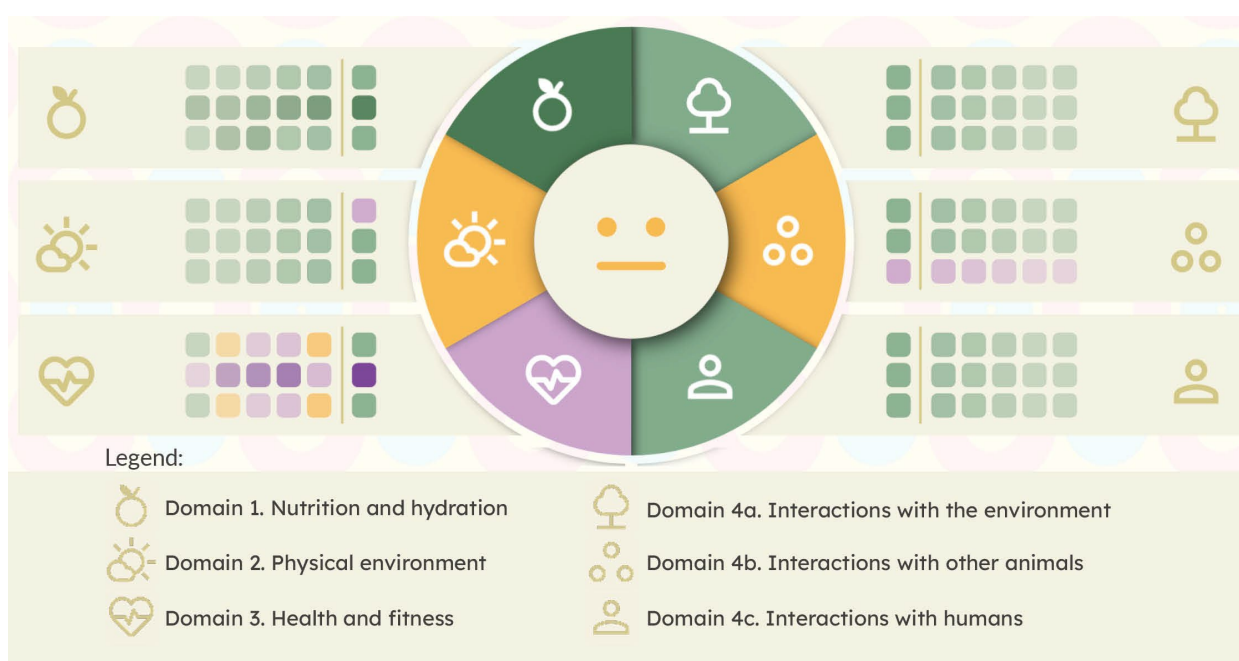 Legend:
Domain 1. Nutrition and hydration
Domain 2. Physical environment
Domain 3. Health and fitness
Domain 4a. Interactions with the environment
Domain 4b. Interactions with other animals
Domain 4c. Interactions with humans